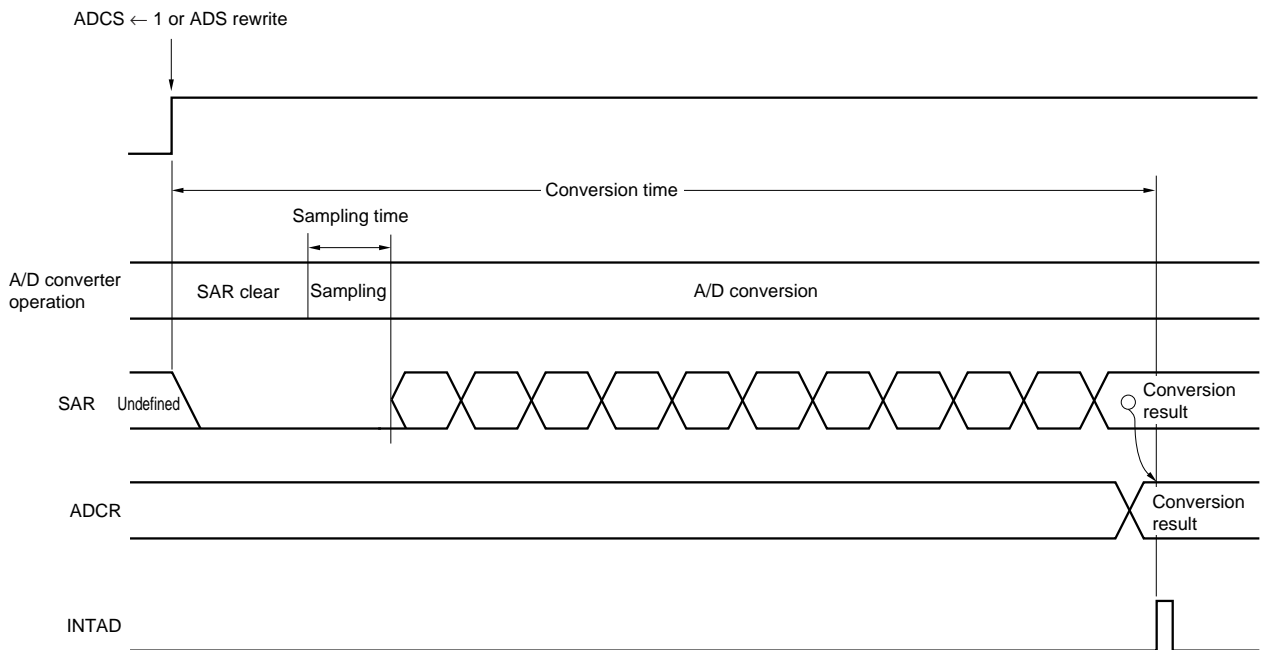 ADCS ← 1 or ADS rewrite
Conversion time
Sampling time
A/D converter
operation
SAR clear
Sampling
A/D conversion
SAR
Undefined
Conversion
result
ADCR
Conversion
result
INTAD